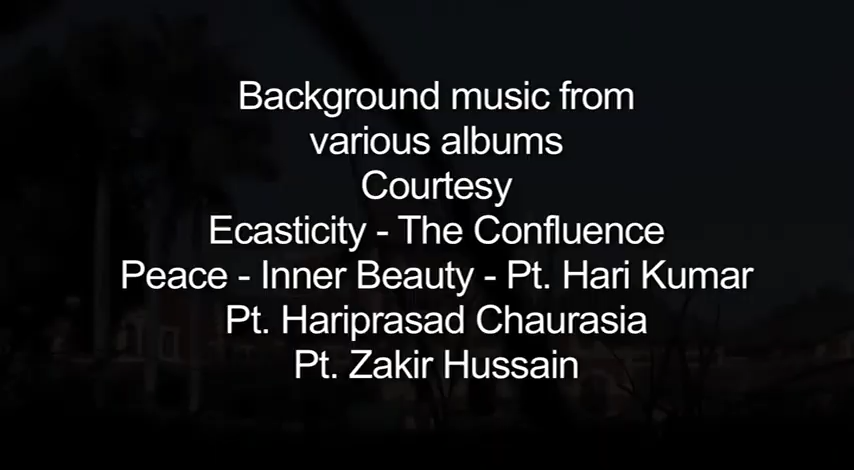 Background music from
various albums
Courtesy
Ecasticity - The Confluence
Peace - Inner Beauty - Pt. Hari Kumar
Pt. Hariprasad Chaurasia
Pt. Zakir Hussain